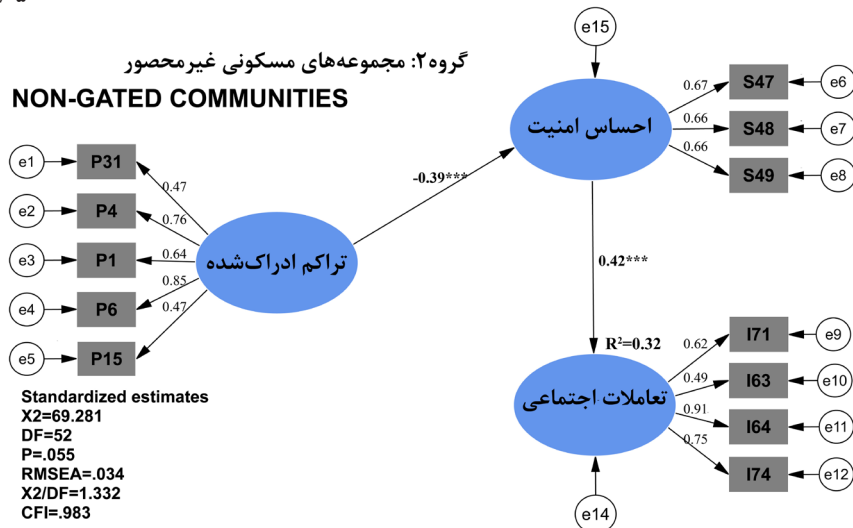 گروه۲: مجموعه‌های مسکونی غیرمحصور
NON-GATED COMMUNITIES
e15
احساس امنیت
0.67
S47
e6
0.66
S48
e7
0.66
S49
e8
-0.39***
e1
P31
0.47
e2
P4
0.76
e3
P1
0.64
e4
P6
0.85
e5
P15
0.47
تراکم ادراک‌شده
0.42***
R²=0.32
تعاملات اجتماعی
0.62
I71
e9
0.49
I63
e10
0.91
I64
e11
0.75
I74
e12
e14
Standardized estimates
X2=69.281
DF=52
P=.055
RMSEA=.034
X2/DF=1.332
CFI=.983